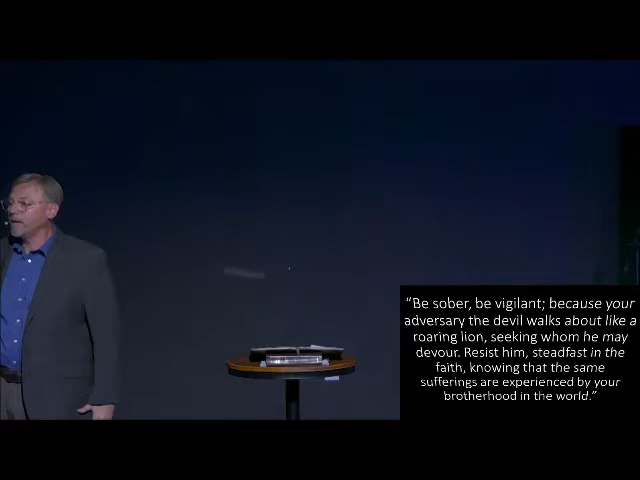 "Be sober, be vigilant; because your
adversary the devil walks about like a
roaring lion, seeking whom he may
devour. Resist him, steadfast in the
faith, knowing that the same
sufferings are experienced by your
brotherhood in the world."